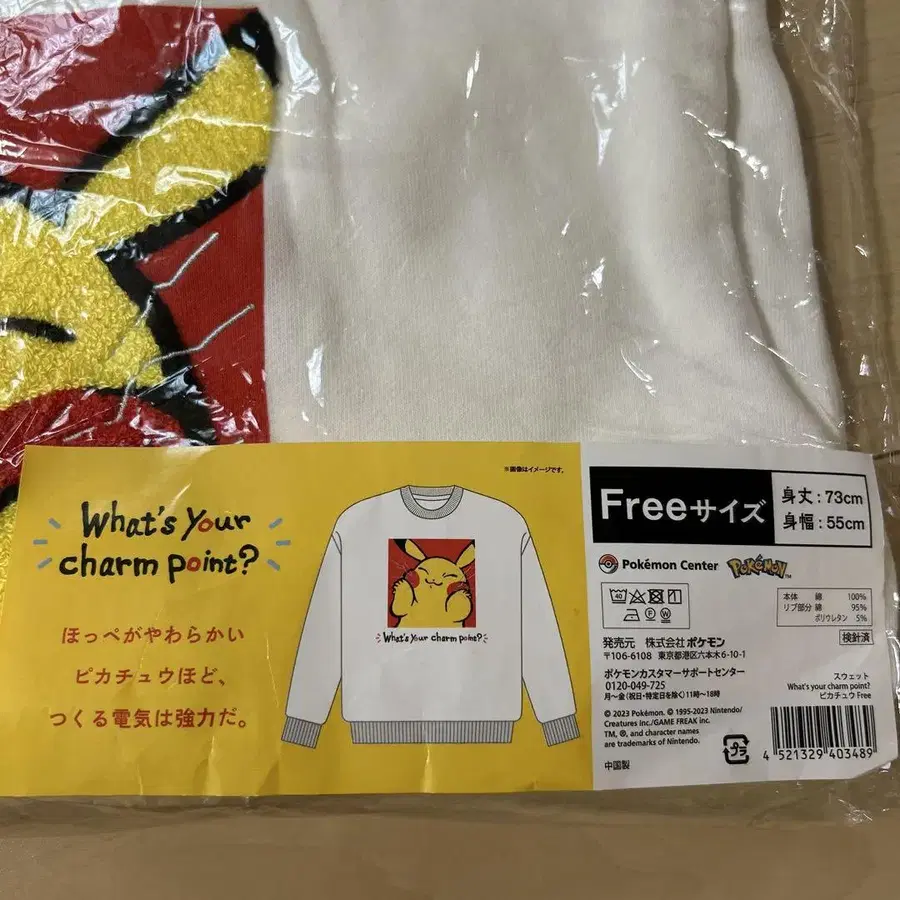 ※画像はイメージです。
What's your
charm point?
ほっぺがやわらかい
ピカチュウほど、
つくる電気は強力だ。
What's your charm point?
Freeサイズ
身丈：73cm
身幅：55cm
Pokémon Center
POKéMON™
40
本体 綿 100%
リブ部分 綿 95%
ポリウレタン 5%
検針済
発売元 株式会社ポケモン
〒106-6108 東京都港区六本木6-10-1
ポケモンカスタマーサポートセンター
0120-049-725
月〜金（祝日・特定日を除く）11時〜18時
© 2023 Pokémon. © 1995-2023 Nintendo/
Creatures inc./GAME FREAK inc.
TM, ®, and character names
are trademarks of Nintendo.
中国製
プラ
スウェット
What's your charm point?
ピカチュウ Free
4 521329 403489